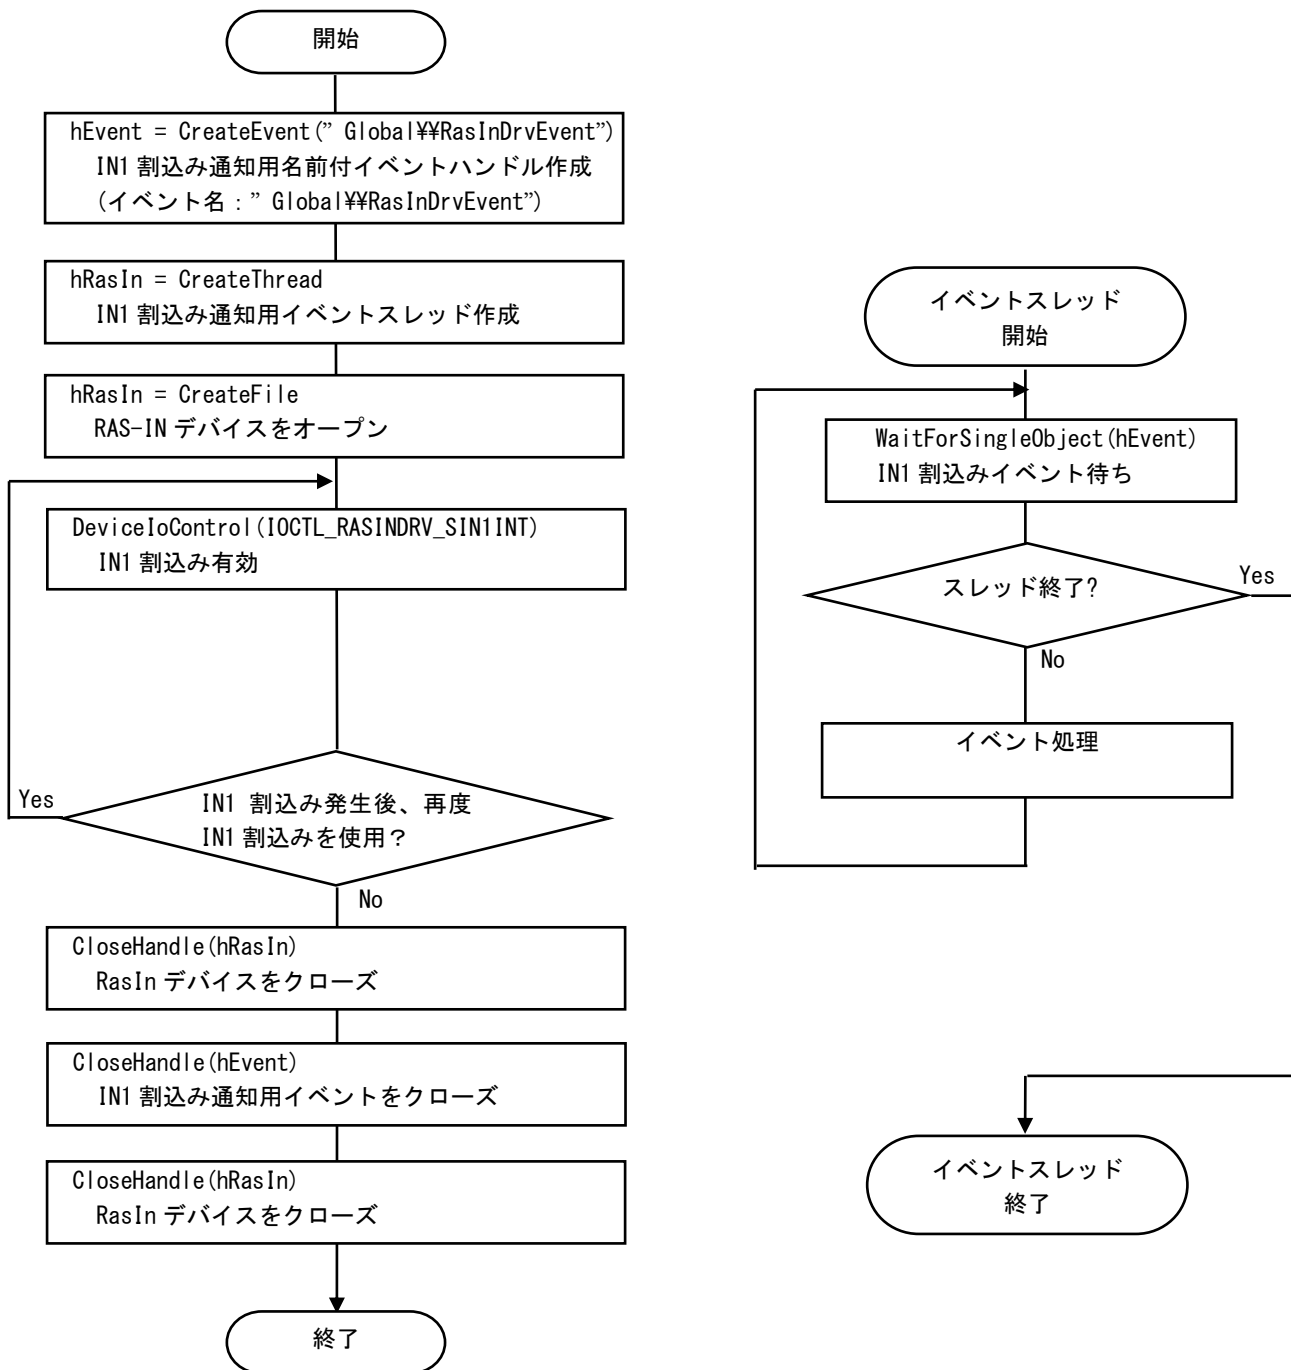 開始
hEvent = CreateEvent(” Global¥¥RasInDrvEvent”)
IN1 割込み通知用名前付イベントハンドル作成
(イベント名：” Global¥¥RasInDrvEvent”)
hRasIn = CreateThread
IN1 割込み通知用イベントスレッド作成
hRasIn = CreateFile
RAS-IN デバイスをオープン
DeviceIoControl(IOCTL_RASINDRV_SIN1INT)
IN1 割込み有効
IN1 割込み発生後、再度
IN1 割込みを使用？
Yes
No
CloseHandle(hRasIn)
RasIn デバイスをクローズ
CloseHandle(hEvent)
IN1 割込み通知用イベントをクローズ
CloseHandle(hRasIn)
RasIn デバイスをクローズ
終了
イベントスレッド
開始
WaitForSingleObject(hEvent)
IN1 割込みイベント待ち
スレッド終了?
Yes
No
イベント処理
イベントスレッド
終了